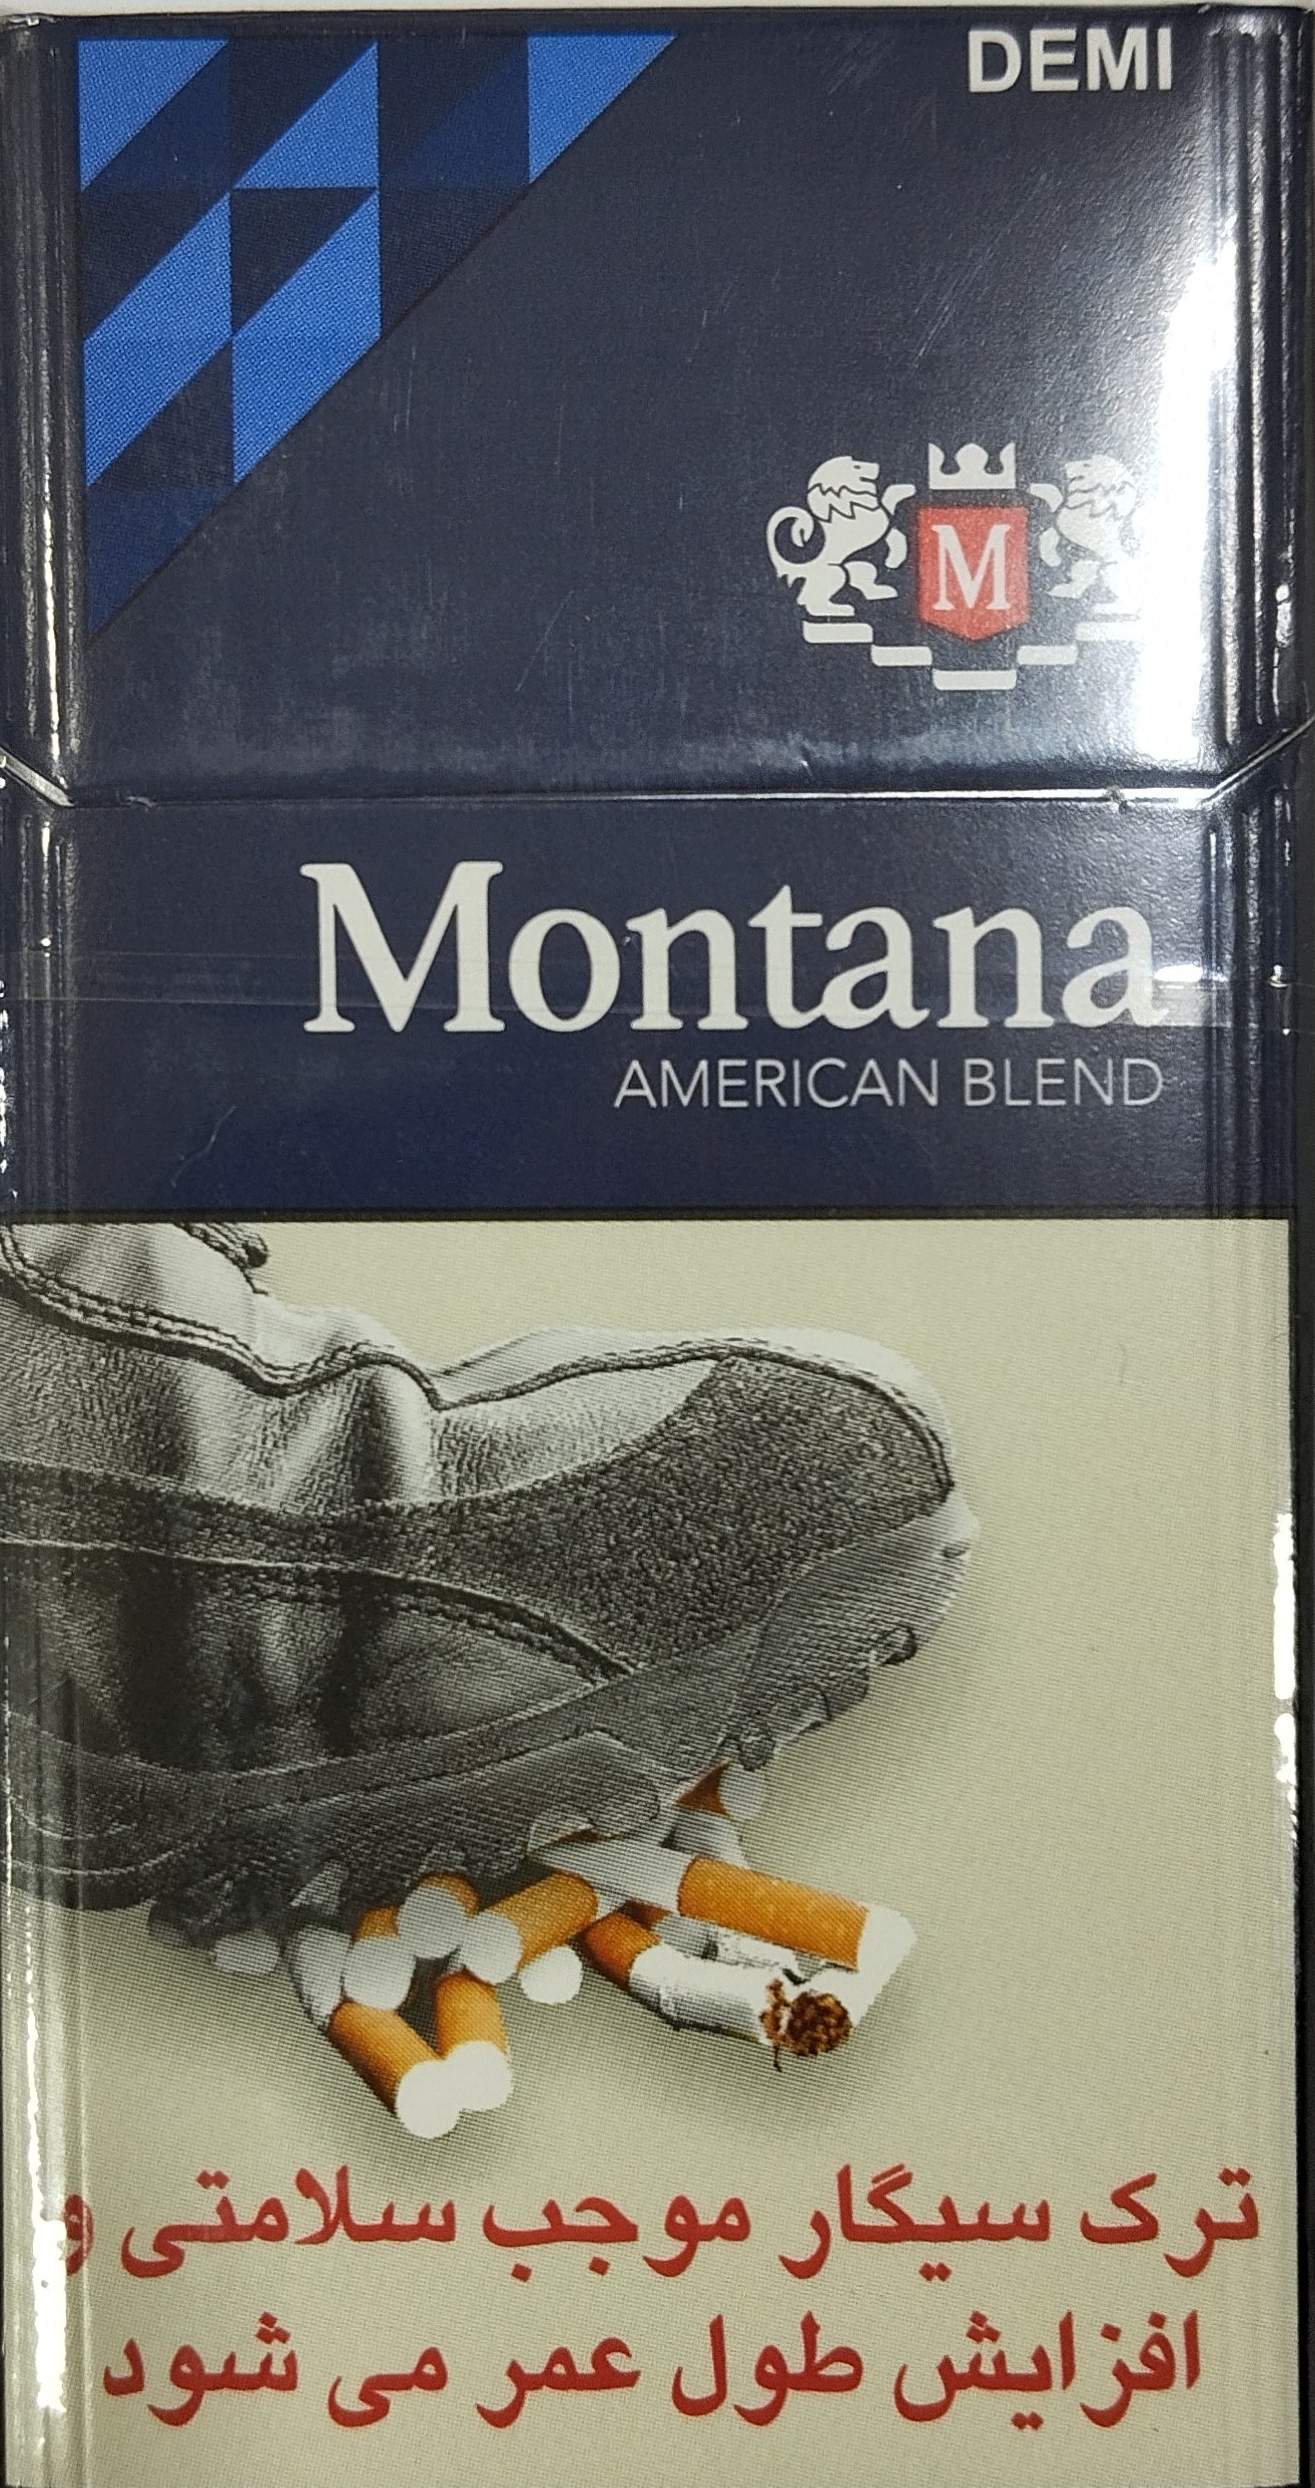 DEMI
M
Montana
AMERICAN BLEND
ترک سیگار موجب سلامتی و
افزایش طول عمر می شود